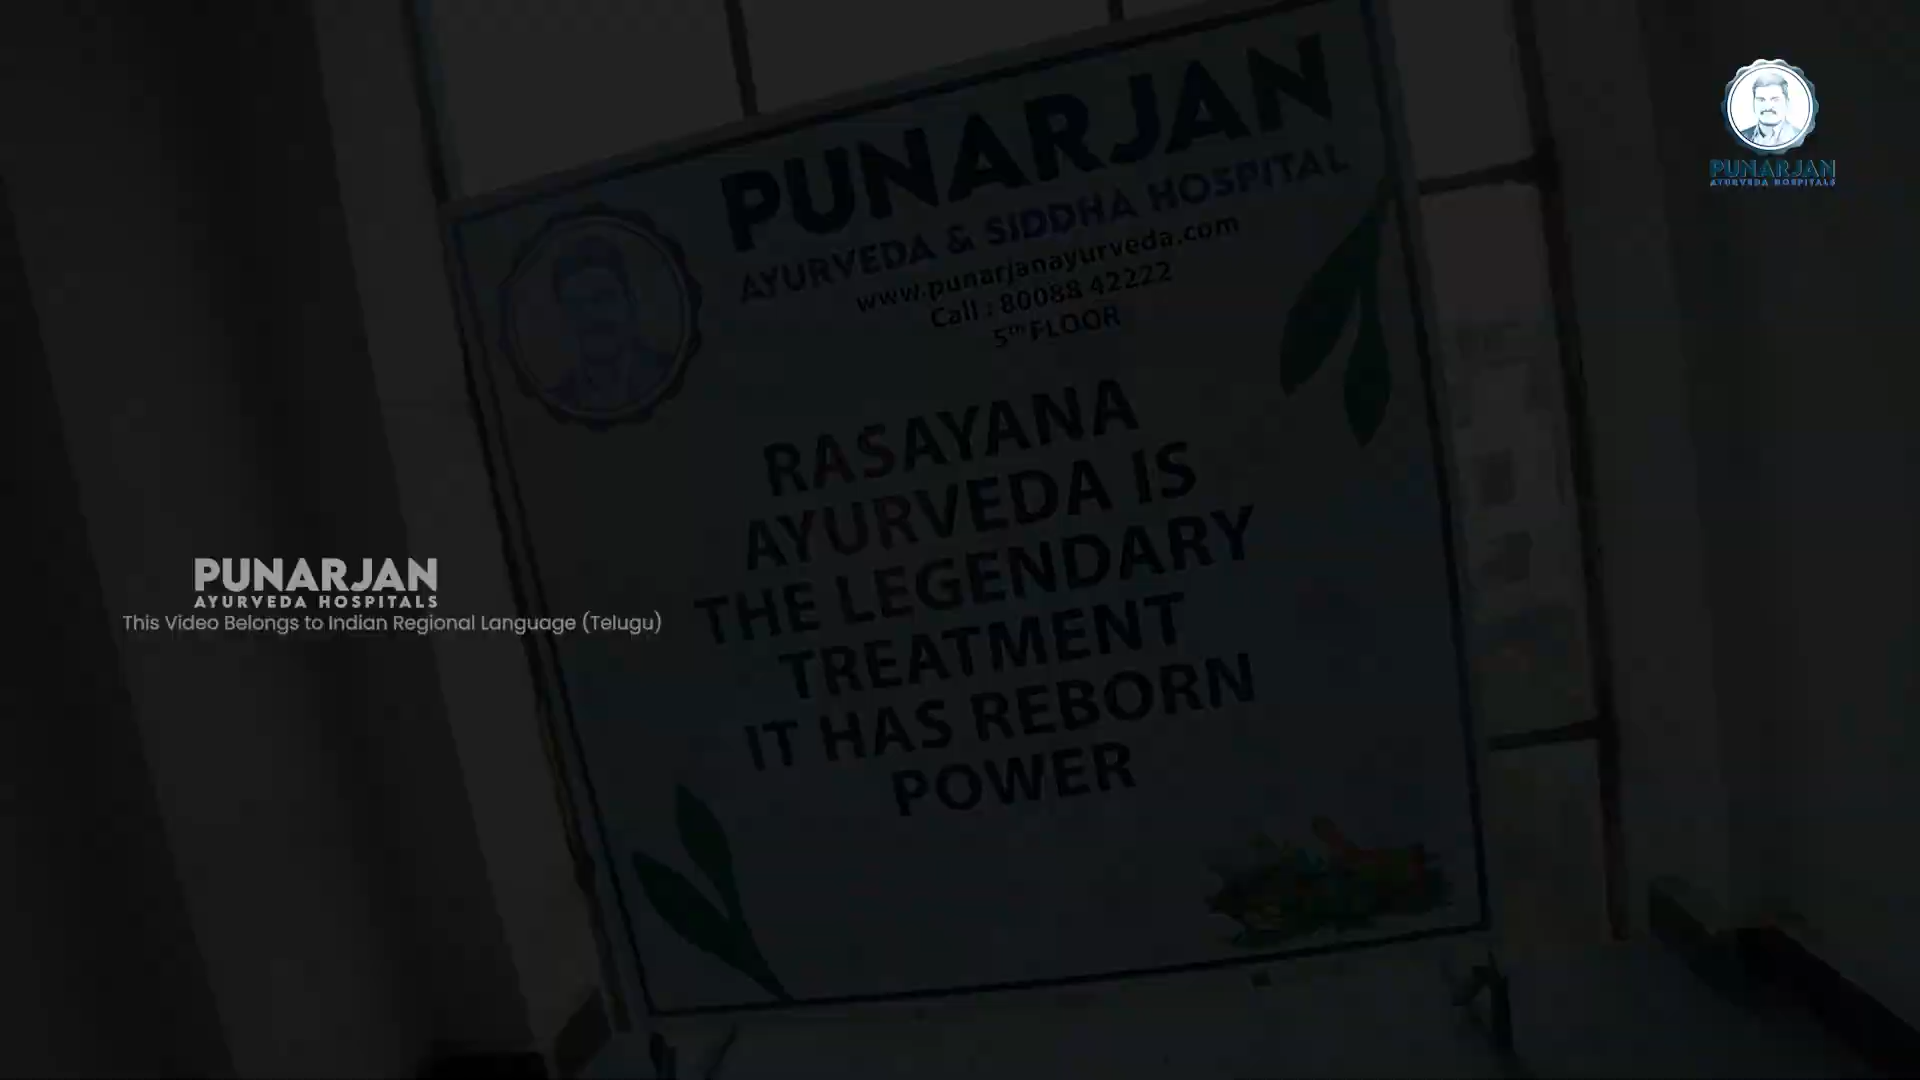 PUNARJAN
AYURVEDA & SIDDHA HOSPITAL
www.punarjanayurveda.com
Call : 80088 42222
5th FLOOR
RASAYANA
AYURVEDA IS
THE LEGENDARY
TREATMENT
IT HAS REBORN
POWER
PUNARJAN
AYURVEDA HOSPITALS
This Video Belongs to Indian Regional Language (Telugu)
PUNARJAN
AYURVEDA HOSPITALS